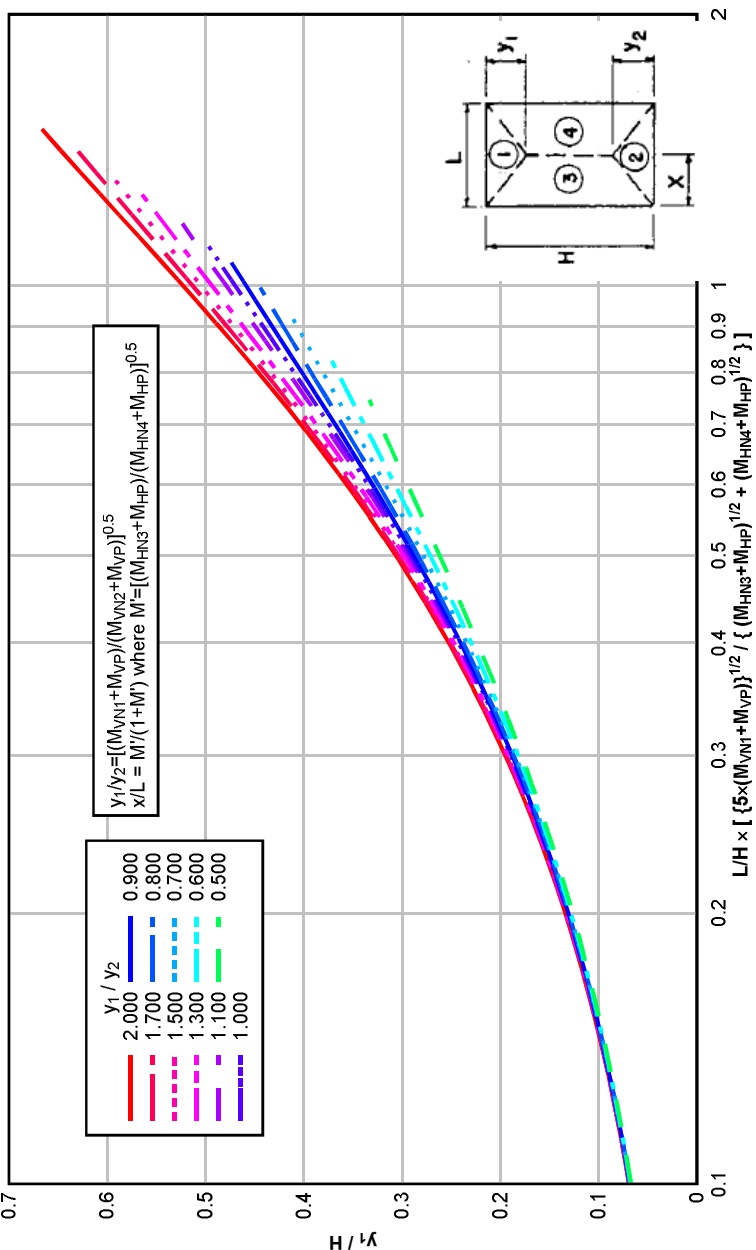 y1/y2=[(MVN1+MVP)/(MVN2+MVP)]0.5
x/L = M'/(1+M') where M'=[(MHN3+MHP)/(MHN4+MHP)]0.5
y1 / y2
2.000 0.900
1.700 0.800
1.500 0.700
1.300 0.600
1.100 0.500
1.000
y1 / H
0.7
0.6
0.5
0.4
0.3
0.2
0.1
0
0.1 0.2 0.3 0.4 0.5 0.6 0.7 0.8 0.9 1 2
L/H × [ {5×(MVN1+MVP)}1/2 / { (MHN3+MHP)1/2 + (MHN4+MHP)1/2 } ]
L
y1
1
3
4
2
y2
H
X